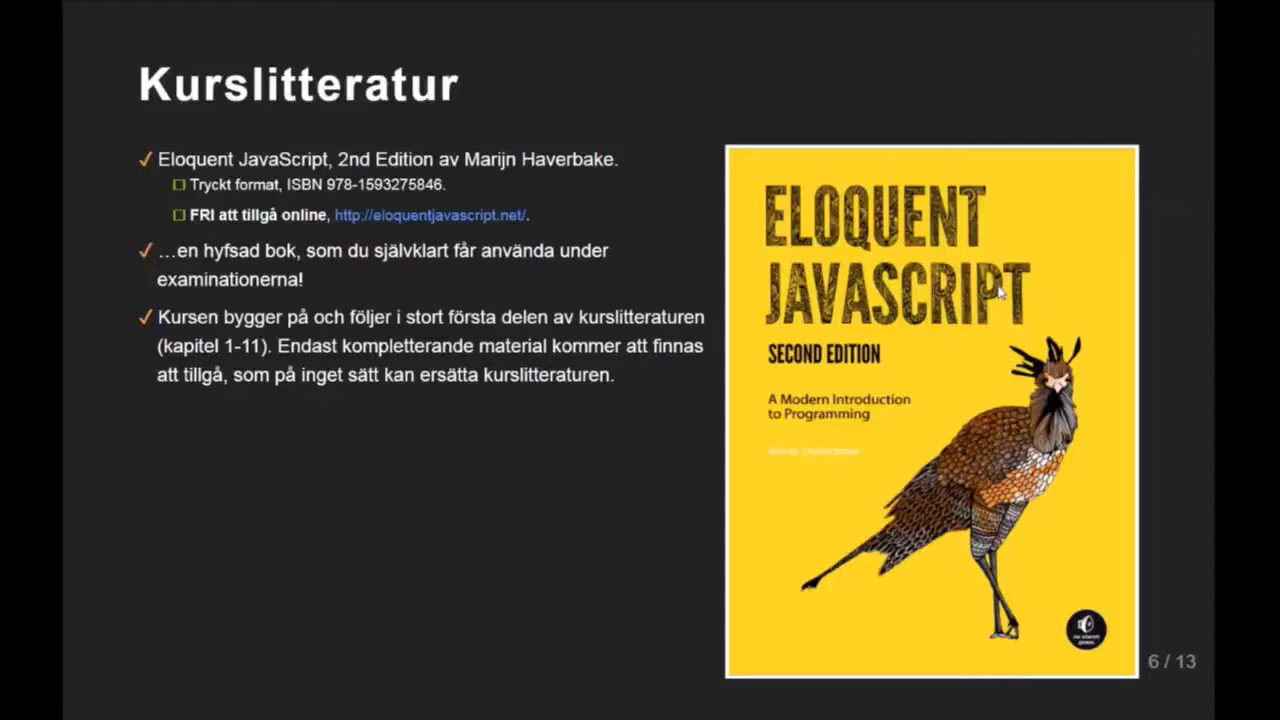 Kurslitteratur
✓ Eloquent JavaScript, 2nd Edition av Marijn Haverbake.
Tryckt format, ISBN 978-1593275846.
FRI att tillgå online, http://eloquentjavascript.net/.
✓ …en hyfsad bok, som du självklart får använda under
examinationerna!
✓ Kursen bygger på och följer i stort första delen av kurslitteraturen
(kapitel 1-11). Endast kompletterande material kommer att finnas
att tillgå, som på inget sätt kan ersätta kurslitteraturen.
ELOQUENT
JAVASCRIPT
SECOND EDITION
A Modern Introduction
to Programming
no starch
press
6 / 13